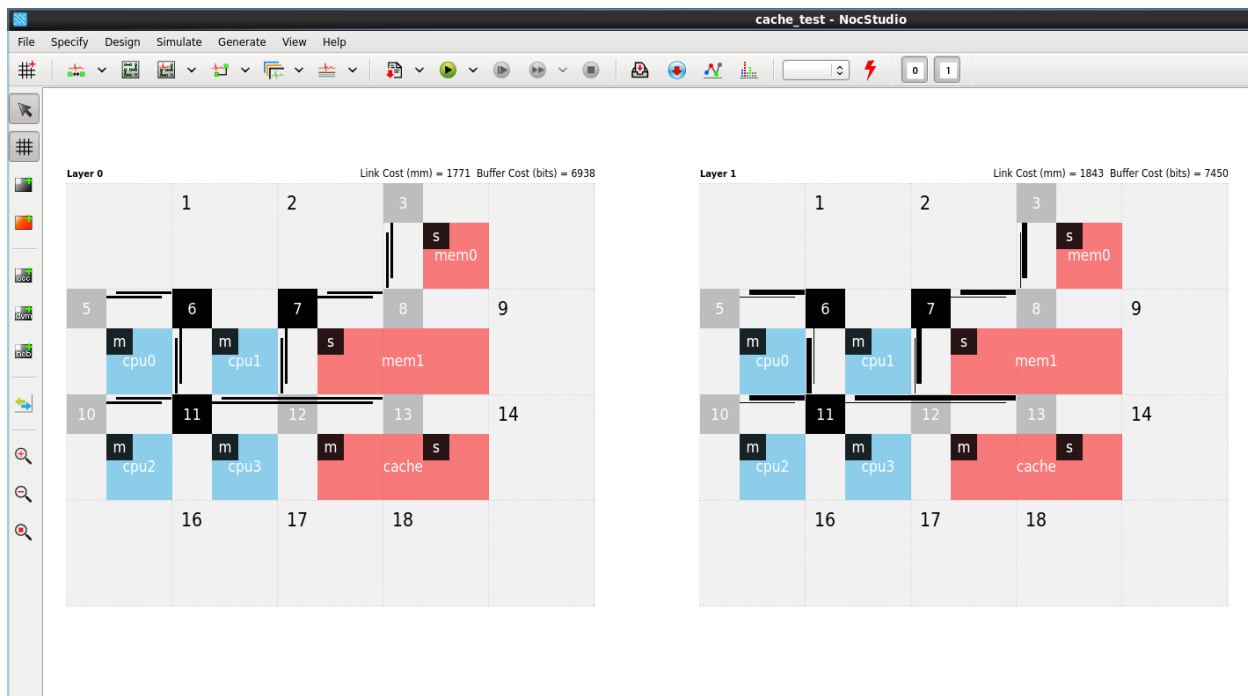 cache_test - NocStudio
File Specify Design Simulate Generate View Help
0 1
ccc
dvm
hcb
Layer 0 Link Cost (mm) = 1771 Buffer Cost (bits) = 6938
1 2 3
s
mem0
5 6 7 8 9
m m s
cpu0 cpu1 mem1
10 11 12 13 14
m m m s
cpu2 cpu3 cache
16 17 18
Layer 1 Link Cost (mm) = 1843 Buffer Cost (bits) = 7450
1 2 3
s
mem0
5 6 7 8 9
m m s
cpu0 cpu1 mem1
10 11 12 13 14
m m m s
cpu2 cpu3 cache
16 17 18